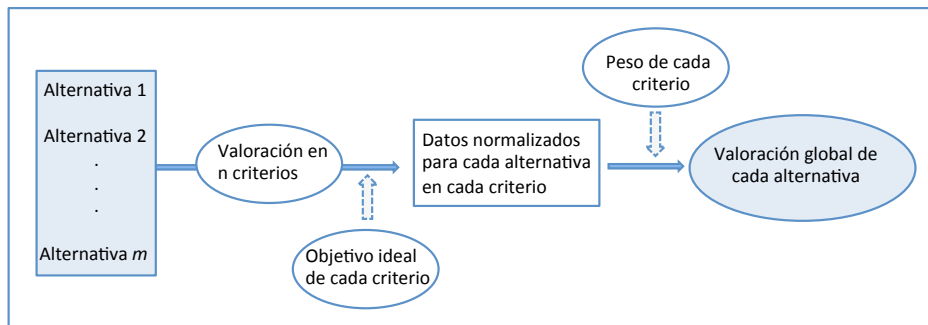 Alternativa 1
Alternativa 2
.
.
.
Alternativa m
Valoración en
n criterios
Objetivo ideal
de cada criterio
Datos normalizados
para cada alternativa
en cada criterio
Peso de cada
criterio
Valoración global de
cada alternativa